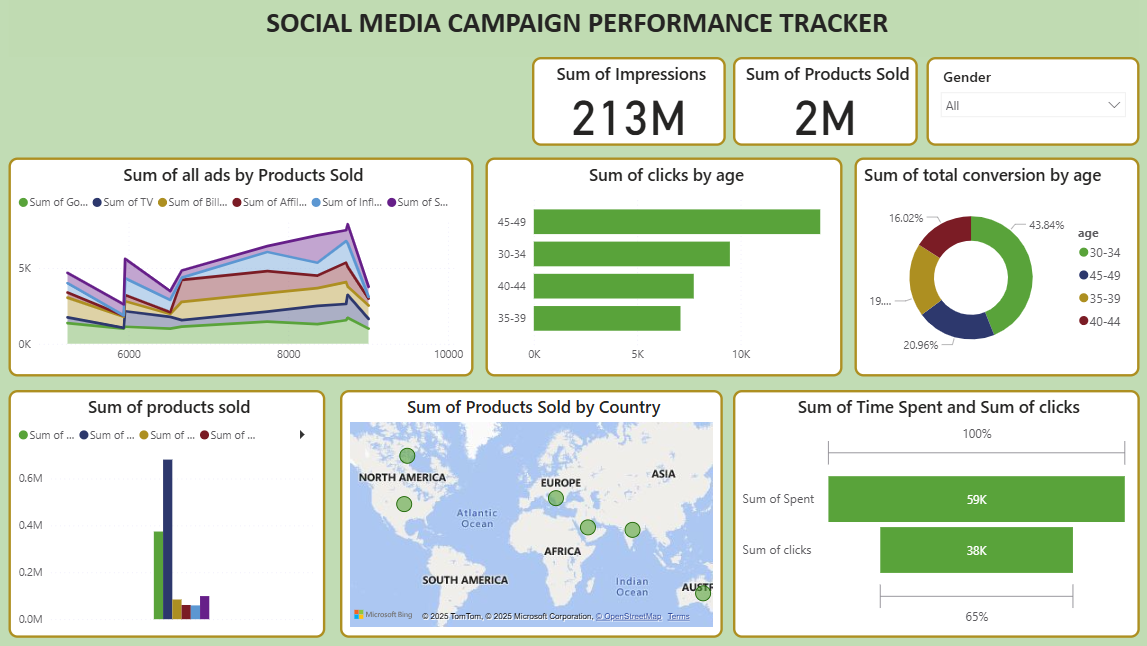 SOCIAL MEDIA CAMPAIGN PERFORMANCE TRACKER
Sum of Impressions
213M
Sum of Products Sold
2M
Gender
All
Sum of all ads by Products Sold
Sum of Go... Sum of TV Sum of Bill... Sum of Affil... Sum of Infl... Sum of S...
5K
0K
6000 8000 10000
Sum of clicks by age
45-49
30-34
40-44
35-39
0K 5K 10K
Sum of total conversion by age
16.02%
43.84%
19....
20.96%
age
30-34
45-49
35-39
40-44
Sum of products sold
Sum of ... Sum of ... Sum of ... Sum of ...
0.6M
0.4M
0.2M
0.0M
Sum of Products Sold by Country
NORTH AMERICA
EUROPE
ASIA
Atlantic
Ocean
AFRICA
SOUTH AMERICA
Indian
Ocean
AUSTR
Microsoft Bing
© 2025 TomTom, © 2025 Microsoft Corporation, © OpenStreetMap Terms
Sum of Time Spent and Sum of clicks
100%
Sum of Spent 59K
Sum of clicks 38K
65%